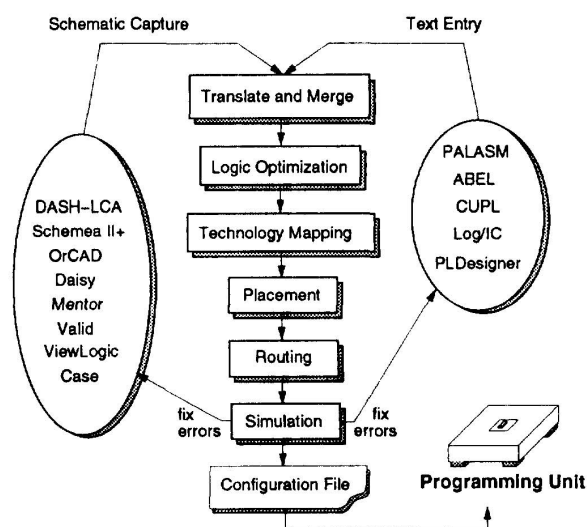 Schematic Capture
Text Entry
Translate and Merge
Logic Optimization
Technology Mapping
Placement
Routing
Simulation
Configuration File
DASH-LCA
Schemea II+
OrCAD
Daisy
Mentor
Valid
ViewLogic
Case
PALASM
ABEL
CUPL
Log/IC
PLDesigner
fix
errors
fix
errors
Programming Unit